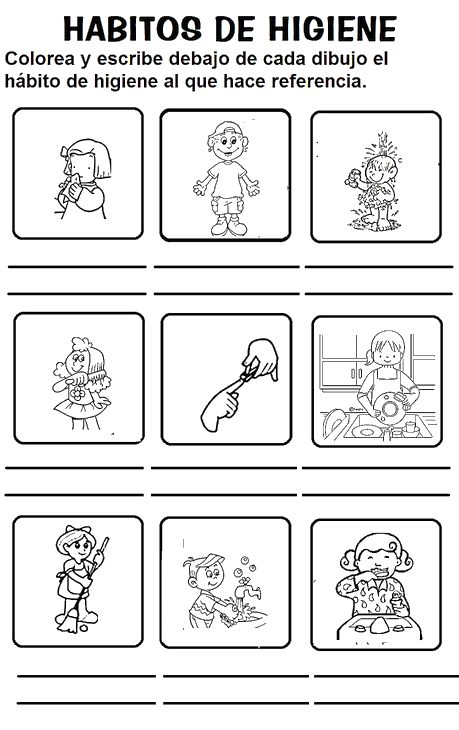 HABITOS DE HIGIENE
Colorea y escribe debajo de cada dibujo el
hábito de higiene al que hace referencia.